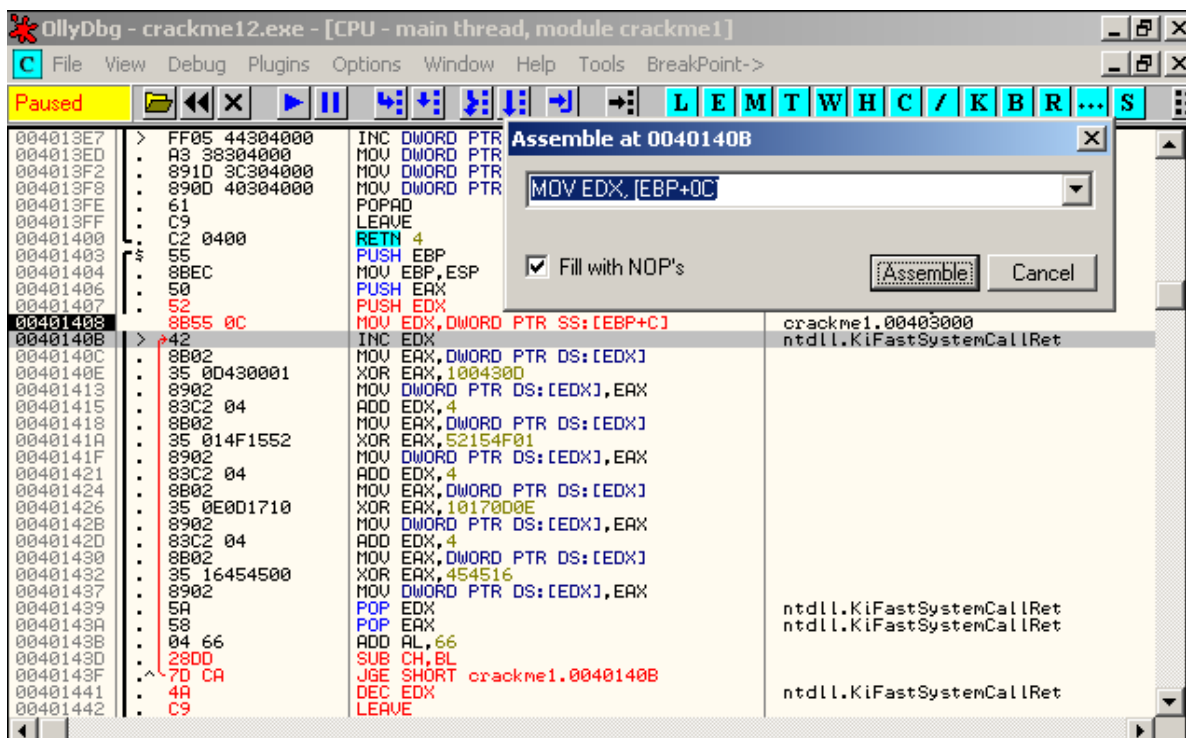 OllyDbg - crackme12.exe - [CPU - main thread, module crackme1]
C File View Debug Plugins Options Window Help Tools BreakPoint->
Paused L E M T W H C / K B R ... S
Assemble at 0040140B
MOV EDX, [EBP+0C]
Fill with NOP's Assemble Cancel
004013E7 > FF05 44304000 INC DWORD PTR
004013ED . A3 38304000 MOV DWORD PTR
004013F2 . 891D 3C304000 MOV DWORD PTR
004013F8 . 890D 40304000 MOV DWORD PTR
004013FE . 61 POPAD
004013FF . C9 LEAVE
00401400 . C2 0400 RETN 4
00401403 $ 55 PUSH EBP
00401404 . 8BEC MOV EBP,ESP
00401406 . 50 PUSH EAX
00401407 . 52 PUSH EDX
00401408 8B55 0C MOV EDX,DWORD PTR SS:[EBP+C] crackme1.00403000
0040140B > 42 INC EDX ntdll.KiFastSystemCallRet
0040140C . 8B02 MOV EAX,DWORD PTR DS:[EDX]
0040140E . 35 0D430001 XOR EAX,100430D
00401413 . 8902 MOV DWORD PTR DS:[EDX],EAX
00401415 . 83C2 04 ADD EDX,4
00401418 . 8B02 MOV EAX,DWORD PTR DS:[EDX]
0040141A . 35 014F1552 XOR EAX,52154F01
0040141F . 8902 MOV DWORD PTR DS:[EDX],EAX
00401421 . 83C2 04 ADD EDX,4
00401424 . 8B02 MOV EAX,DWORD PTR DS:[EDX]
00401426 . 35 0E0D1710 XOR EAX,10170D0E
0040142B . 8902 MOV DWORD PTR DS:[EDX],EAX
0040142D . 83C2 04 ADD EDX,4
00401430 . 8B02 MOV EAX,DWORD PTR DS:[EDX]
00401432 . 35 16454500 XOR EAX,454516
00401437 . 8902 MOV DWORD PTR DS:[EDX],EAX
00401439 . 5A POP EDX ntdll.KiFastSystemCallRet
0040143A . 58 POP EAX ntdll.KiFastSystemCallRet
0040143B . 04 66 ADD AL,66
0040143D . 28DD SUB CH,BL
0040143F .^ 7D CA JGE SHORT crackme1.0040140B
00401441 . 4A DEC EDX ntdll.KiFastSystemCallRet
00401442 . C9 LEAVE